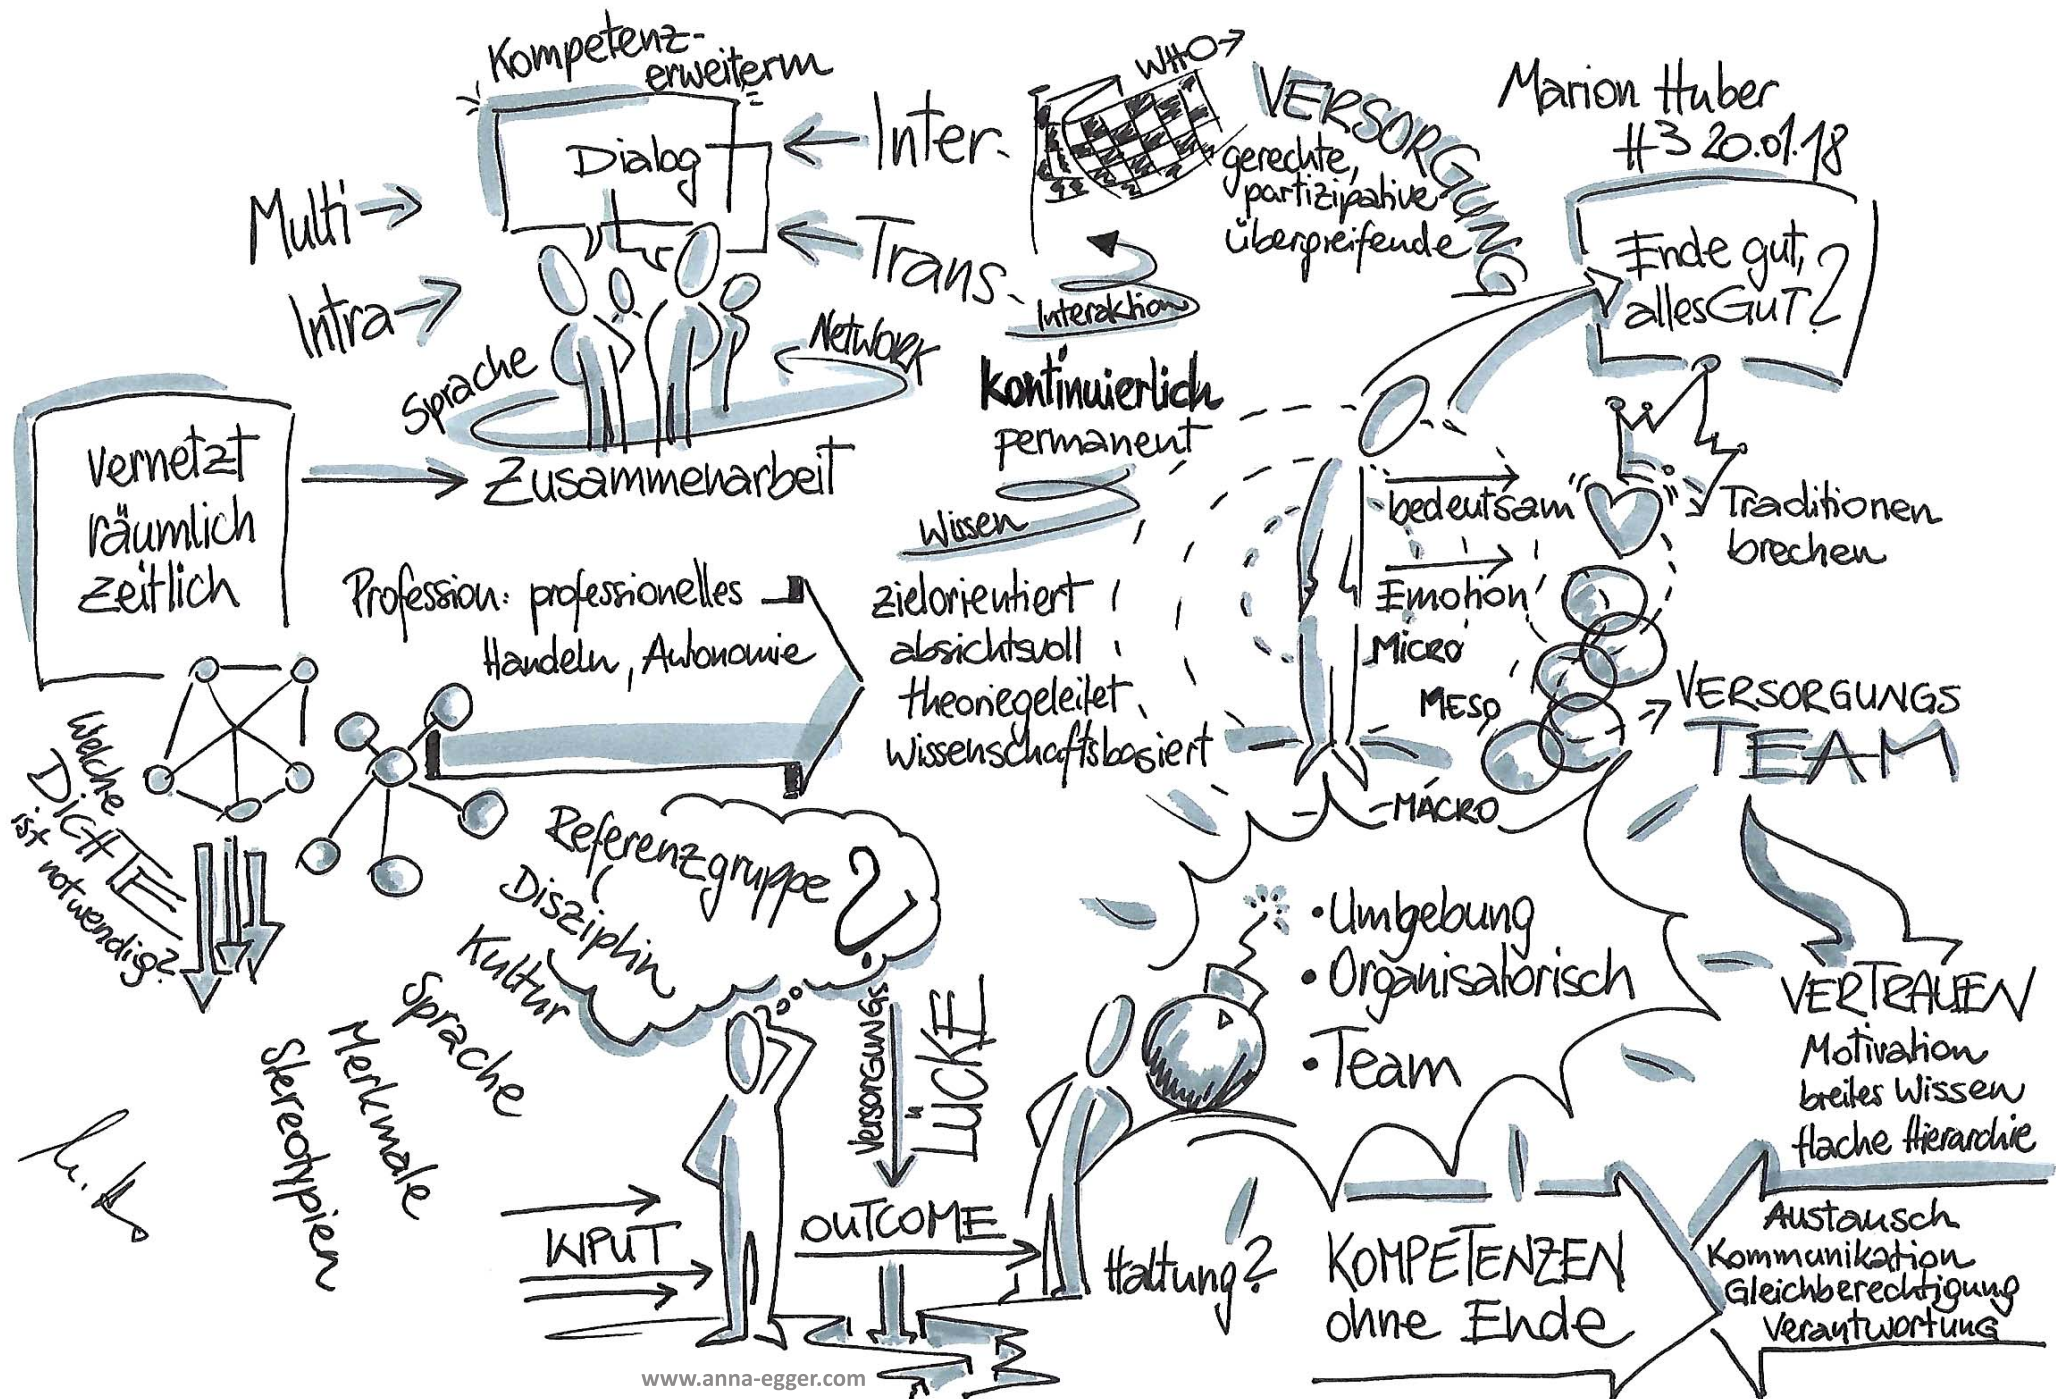 Kompetenz-
erweiterm
Dialog
Multi
Intra
Inter.
Trans.
Sprache
Network
Zusammenarbeit
vernetzt
räumlich
zeitlich
WHO
VERSORGUNG
gerechte,
partizipative
übergreifende
Interaktion
Kontinuierlich
permanent
Wissen
Marion Huber
#3 20.01.18
Ende gut,
alles GuT?
bedeutsam
Emotion
Traditionen
brechen
Micro
MESO
MACRO
VERSORGUNGS
TEAM
Profession: professionelles
Handeln, Autonomie
zielorientiert
absichtsvoll
theoriegeleitet
wissenschaftsbasiert
Welche
DicHTE
ist notwendig?
Referenzgruppe ?
Disziplin
Kultur
Sprache
Merkmale
Stereotypien
VERSORGUNGS
LÜCKE
INPUT
OUTCOME
• Umgebung
• Organisatorisch
• Team
Haltung?
KOMPETENZEN
ohne Ende
VERTRAUEN
Motivation
breites Wissen
flache Hierarchie
Austausch
Kommunikation
Gleichberechtigung
Verantwortung
www.anna-egger.com